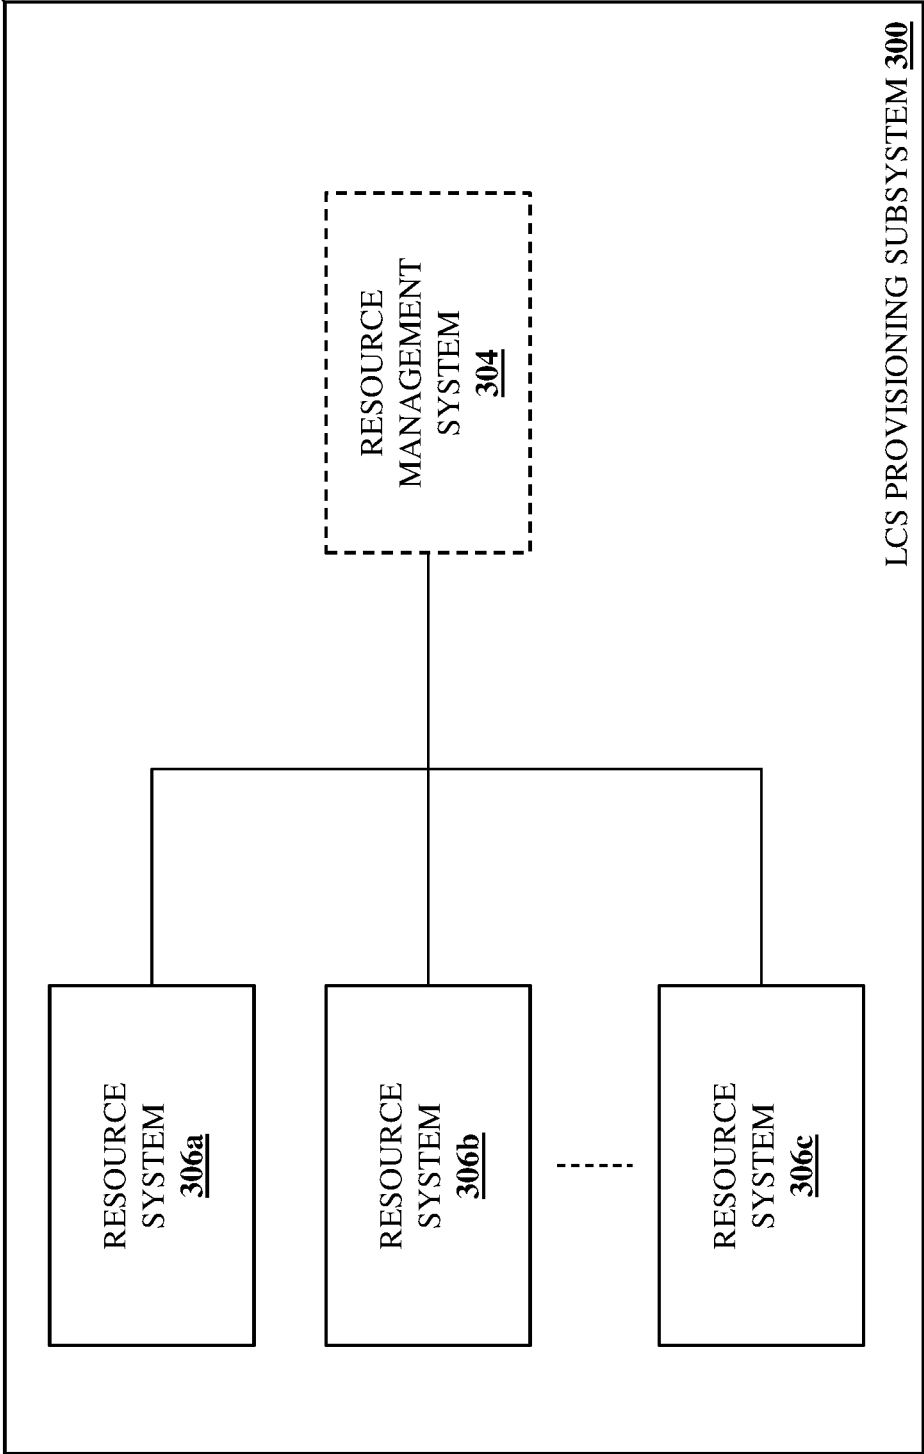 RESOURCE
MANAGEMENT
SYSTEM
304
RESOURCE
SYSTEM
306a
RESOURCE
SYSTEM
306b
RESOURCE
SYSTEM
306c
LCS PROVISIONING SUBSYSTEM 300